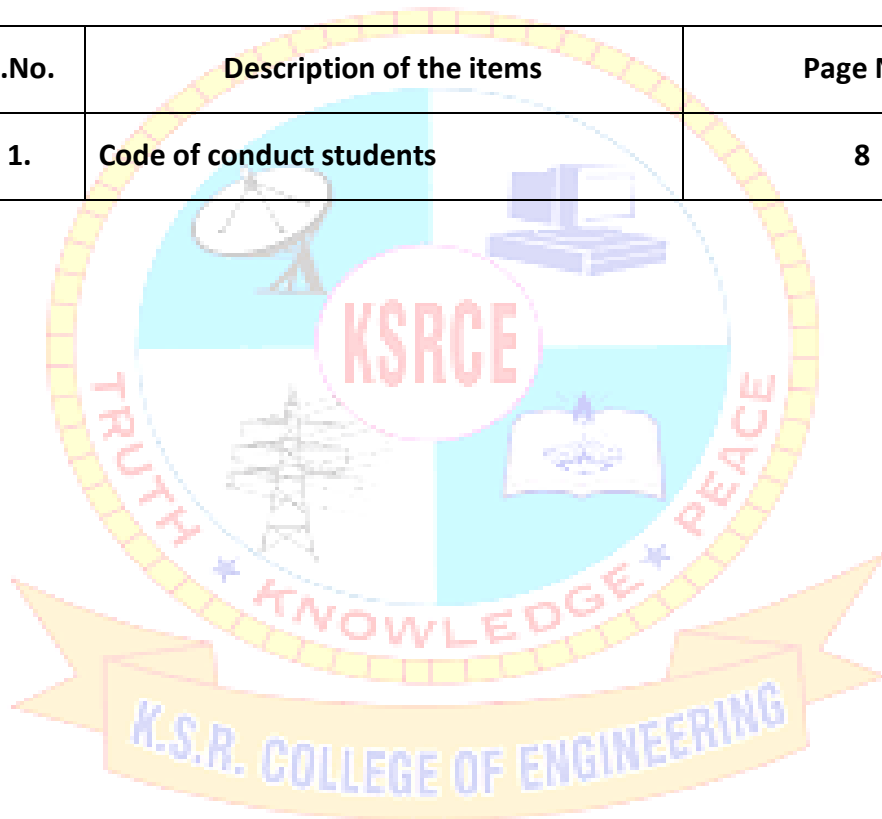 .No. Description of the items Page N
1. Code of conduct students 8
KSRCE
TRUTH * KNOWLEDGE * PEACE
K.S.R. COLLEGE OF ENGINEERING